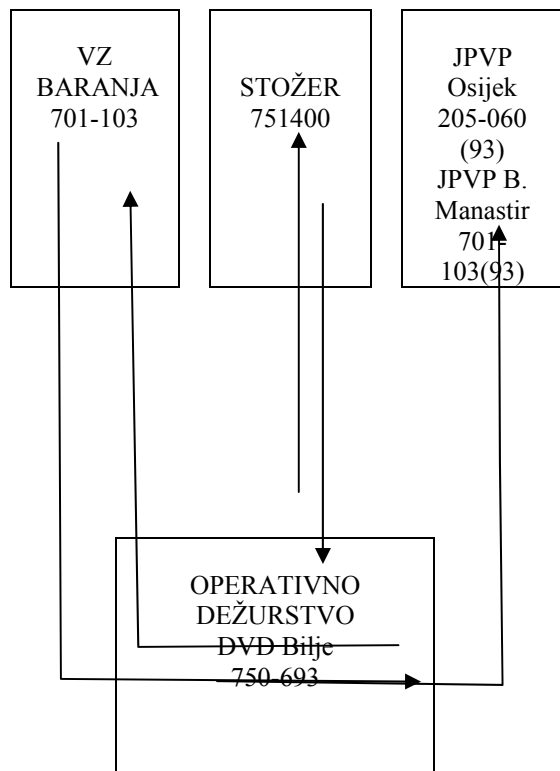 VZ
BARANJA
701-103
STOŽER
751400
JPVP
Osijek
205-060
(93)
JPVP B.
Manastir
701-
103(93)
OPERATIVNO
DEŽURSTVO
DVD Bilje
750-693